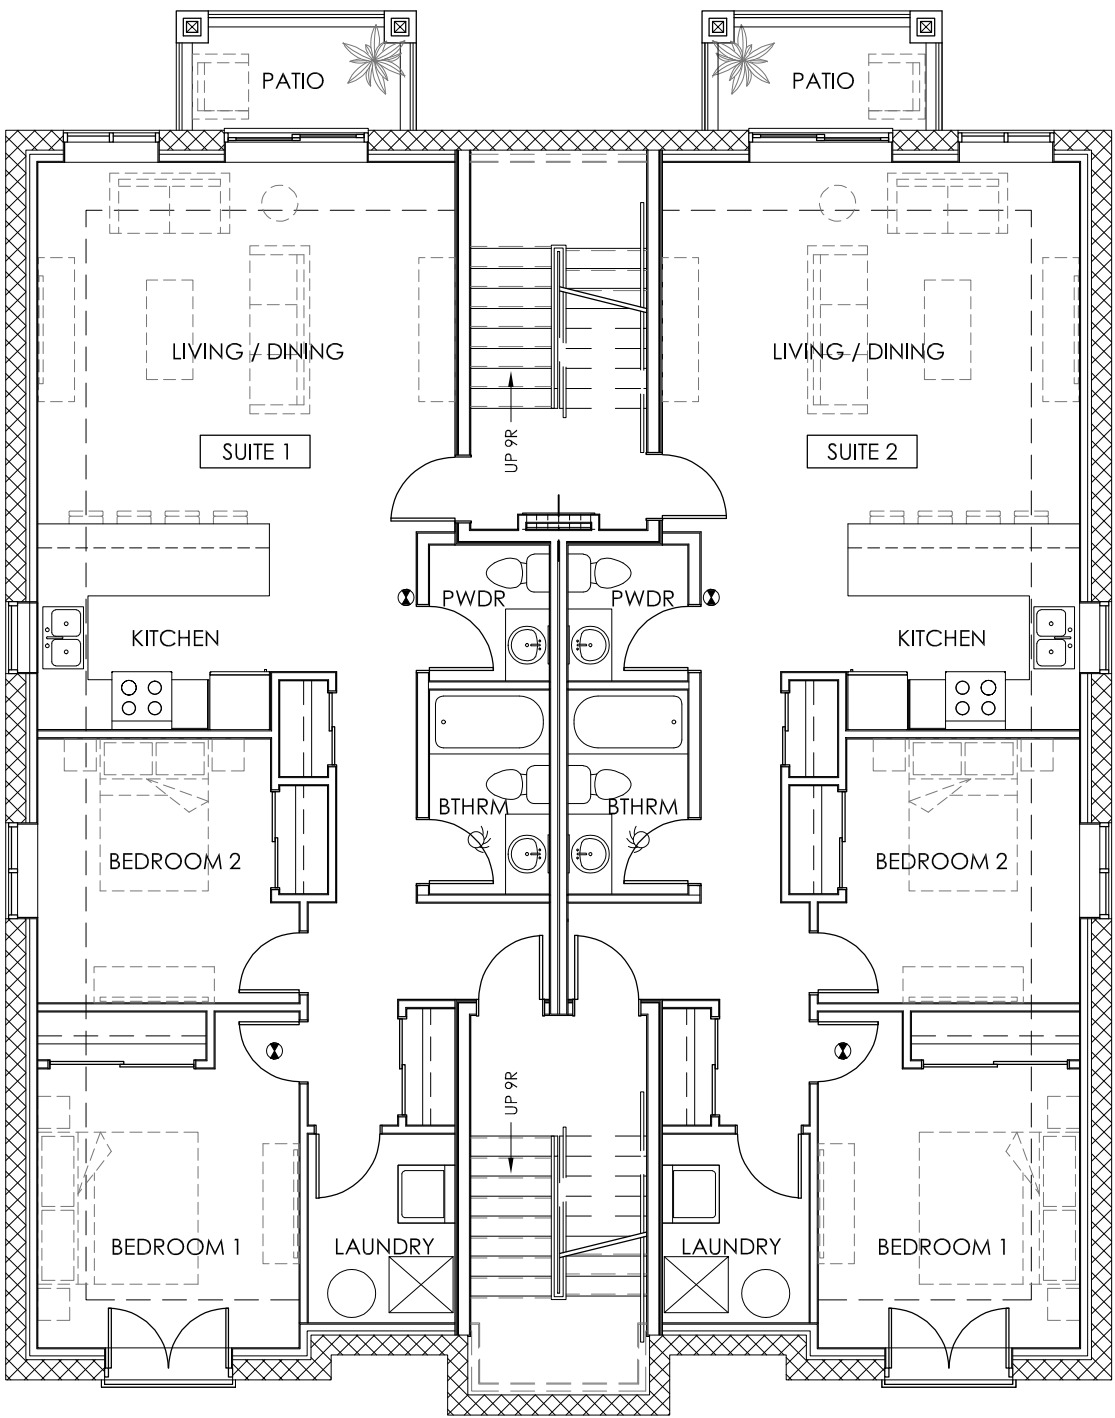 PATIO
PATIO
LIVING / DINING
LIVING / DINING
UP 9R
SUITE 1
SUITE 2
PWDR
PWDR
KITCHEN
KITCHEN
BTHRM
BTHRM
BEDROOM 2
BEDROOM 2
UP 9R
BEDROOM 1
LAUNDRY
LAUNDRY
BEDROOM 1